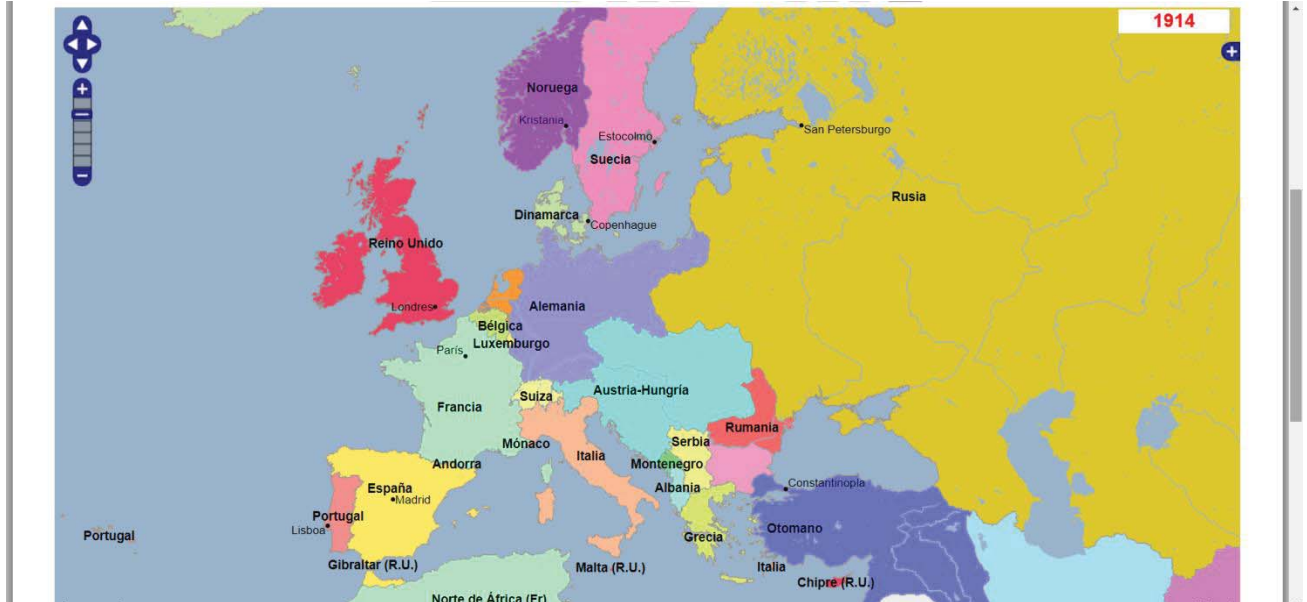 1914
Noruega
Kristania
Estocolmo
Suecia
San Petersburgo
Rusia
Dinamarca
Copenhague
Reino Unido
Londres
Alemania
Bélgica
Luxemburgo
París
Austria-Hungría
Suiza
Francia
Rumania
Mónaco
Italia
Serbia
Andorra
Montenegro
España
Madrid
Constantinopla
Albania
Portugal
Lisboa
Portugal
Otomano
Grecia
Gibraltar (R.U.)
Malta (R.U.)
Italia
Chipre (R.U.)
Norte de África (Fr)